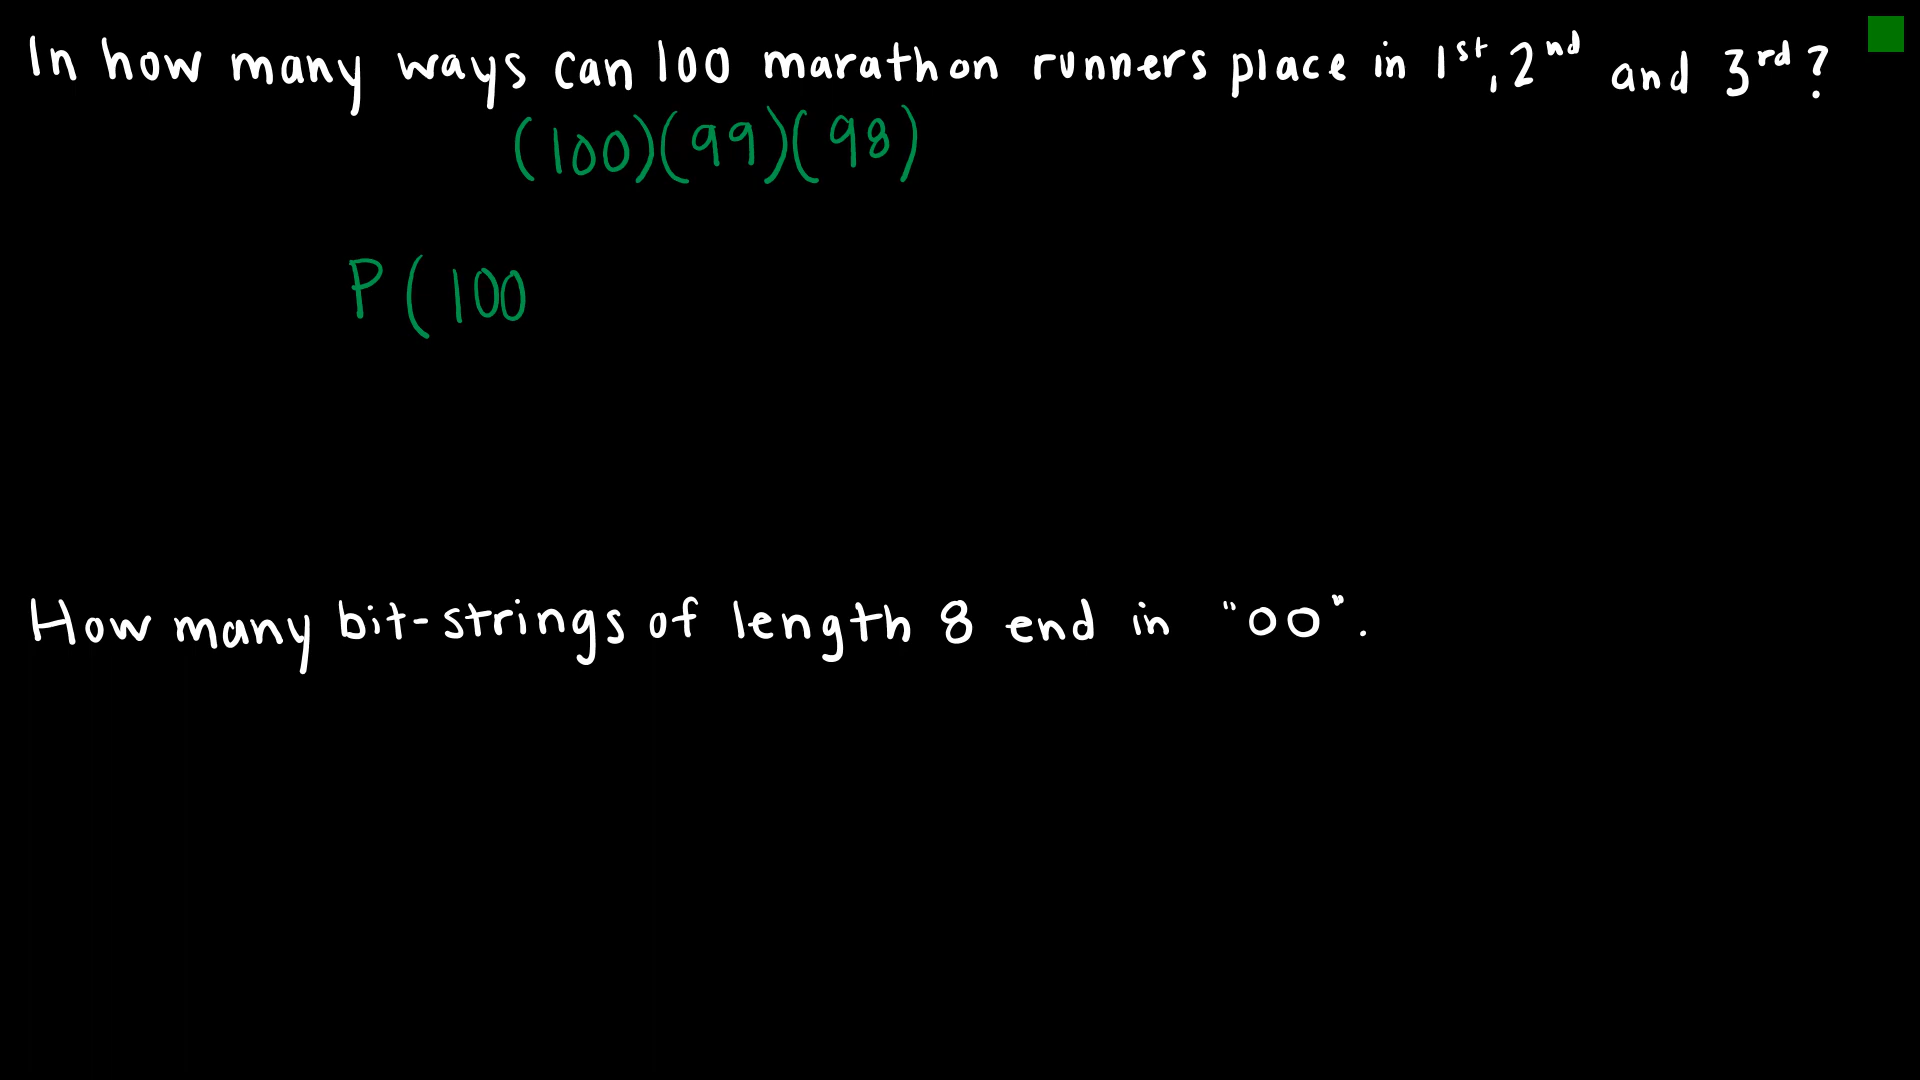 In how many ways can 100 marathon runners place in 1st, 2nd and 3rd?
(100)(99)(98)
P(100
How many bit-strings of length 8 end in "00".